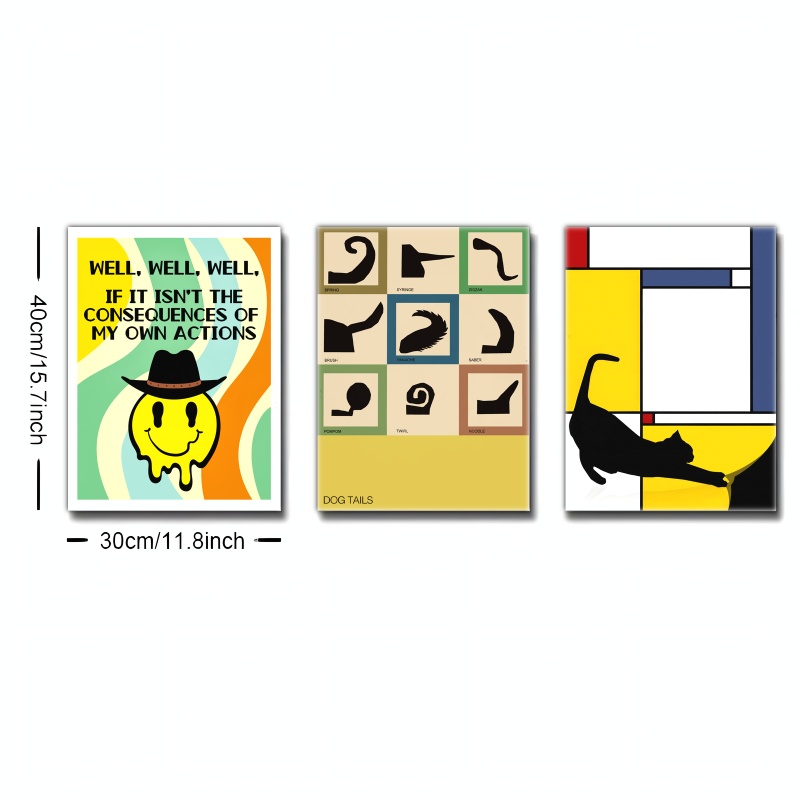 WELL, WELL, WELL,
IF IT ISN'T THE
CONSEQUENCES OF
MY OWN ACTIONS
40cm/15.7inch
30cm/11.8inch
SPRING
SYRINGE
BRUSH
SABER
POMPOM
TWIRL
NOODLE
DOG TAILS